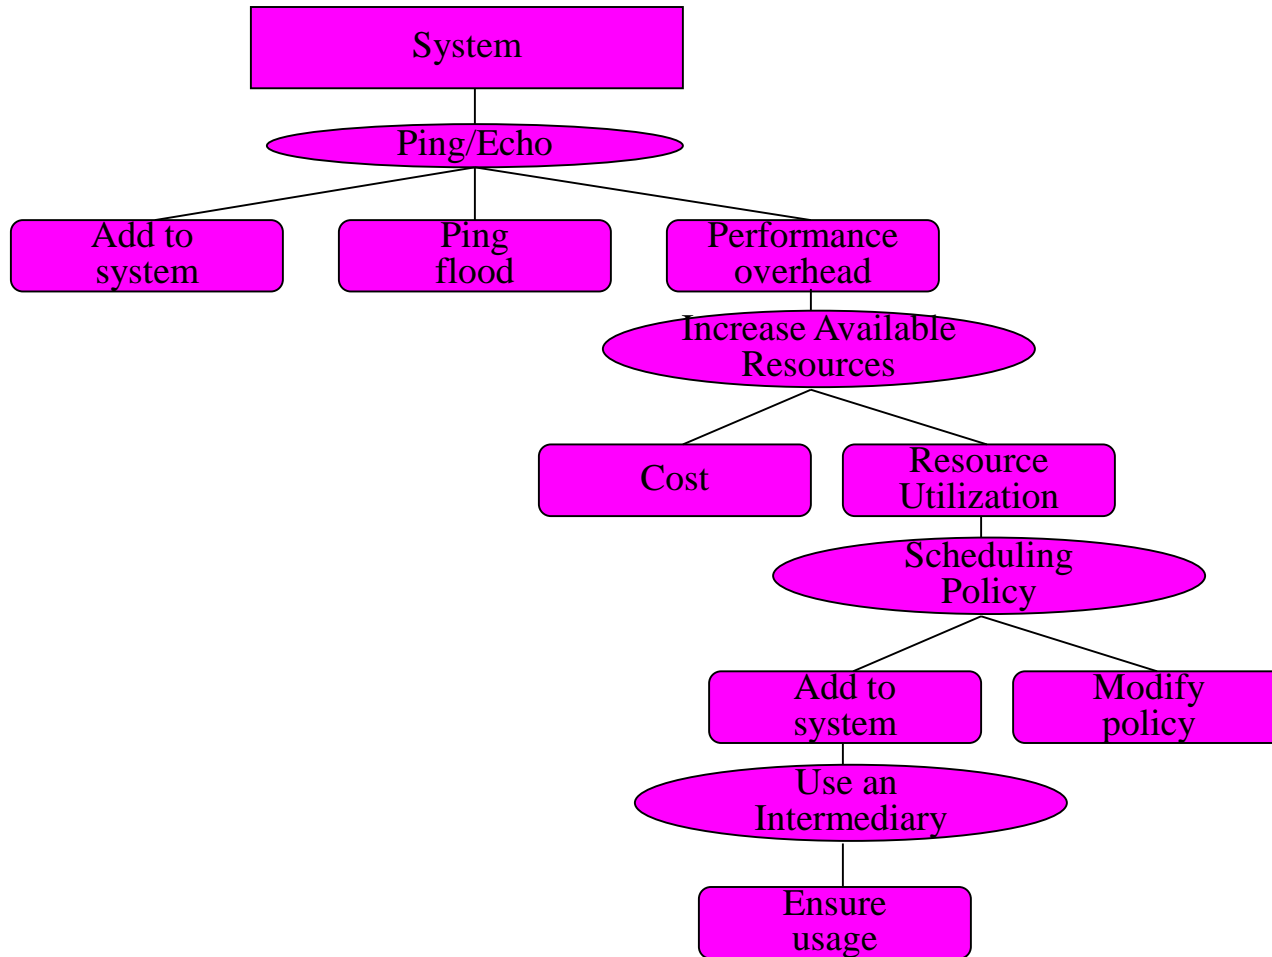 System
Ping/Echo
Add to
system
Ping
flood
Performance
overhead
Increase Available
Resources
Cost
Resource
Utilization
Scheduling
Policy
Add to
system
Modify
policy
Use an
Intermediary
Ensure
usage